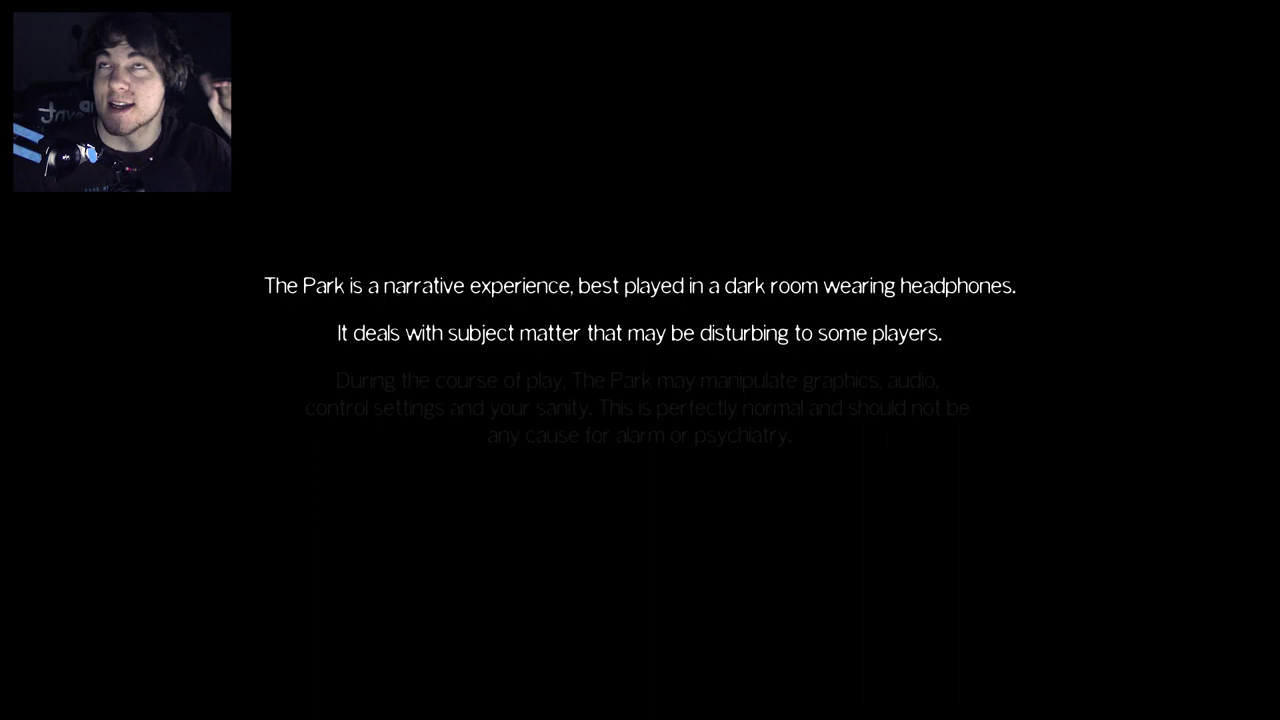 The Park is a narrative experience, best played in a dark room wearing headphones.
It deals with subject matter that may be disturbing to some players.
During the course of play, The Park may manipulate graphics, audio,
control settings and your sanity. This is perfectly normal and should not be
any cause for alarm or psychiatry.